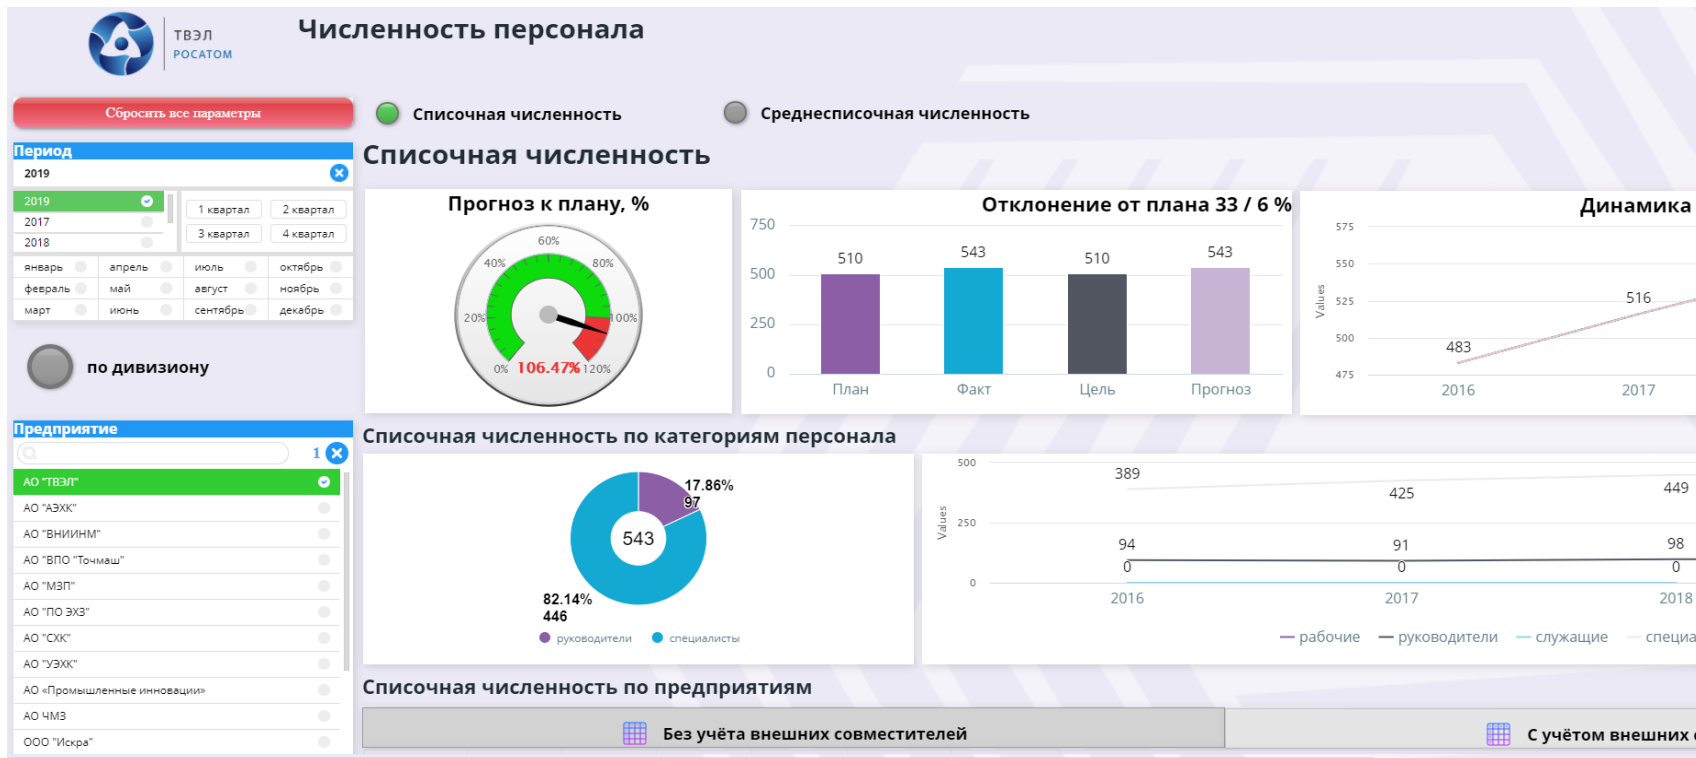 ТВЭЛ
РОСАТОМ
Численность персонала
Сбросить все параметры
Списочная численность
Среднесписочная численность
Период
2019
2019
2017
2018
1 квартал
2 квартал
3 квартал
4 квартал
январь апрель июль октябрь
февраль май август ноябрь
март июнь сентябрь декабрь
по дивизиону
Предприятие
1
АО "ТВЭЛ"
АО "АЭХК"
АО "ВНИИНМ"
АО "ВПО "Точмаш"
АО "МЗП"
АО "ПО ЭХЗ"
АО "СХК"
АО "УЭХК"
АО «Промышленные инновации»
АО ЧМЗ
ООО "Искра"
Списочная численность
Прогноз к плану, %
60%
40% 80%
20% 100%
0% 106.47% 120%
Отклонение от плана 33 / 6 %
750
500
250
0
510 543 510 543
План Факт Цель Прогноз
Динамика
575
550
525
500
475
Values
483
516
2016 2017
Списочная численность по категориям персонала
17.86%
97
543
82.14%
446
руководители специалисты
500
250
0
Values
389 425 449
94 91 98
0 0 0
2016 2017 2018
рабочие руководители служащие специа
Списочная численность по предприятиям
Без учёта внешних совместителей
С учётом внешних